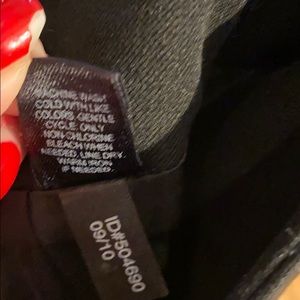 MACHINE WASH
COLD WITH LIKE
COLORS. GENTLE
CYCLE. ONLY
NON-CHLORINE
BLEACH WHEN
NEEDED. LINE DRY.
WARM IRON
IF NEEDED.
ID#504690
09/10